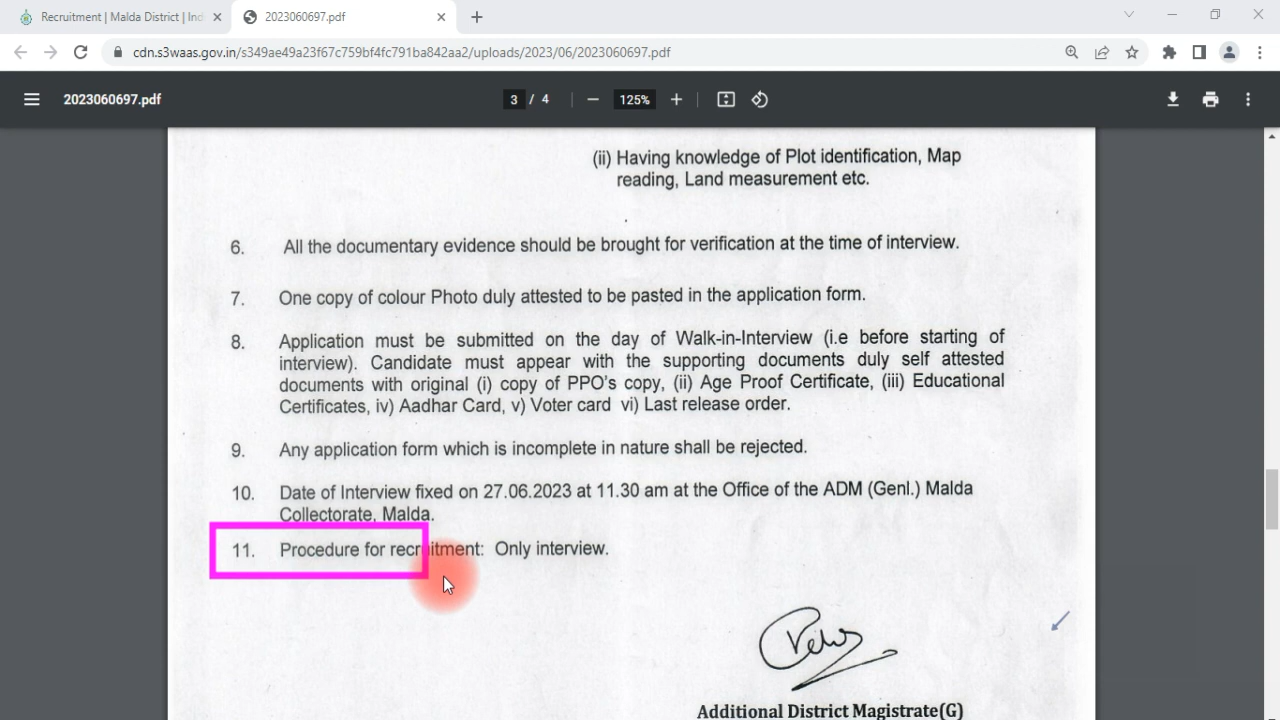 Recruitment | Malda District | Ind
2023060697.pdf
cdn.s3waas.gov.in/s349ae49a23f67c759bf4fc791ba842aa2/uploads/2023/06/2023060697.pdf
2023060697.pdf
3 / 4
125%
(ii) Having knowledge of Plot identification, Map
reading, Land measurement etc.
6. All the documentary evidence should be brought for verification at the time of interview.
7. One copy of colour Photo duly attested to be pasted in the application form.
8. Application must be submitted on the day of Walk-in-Interview (i.e before starting of
interview). Candidate must appear with the supporting documents duly self attested
documents with original (i) copy of PPO's copy, (ii) Age Proof Certificate, (iii) Educational
Certificates, iv) Aadhar Card, v) Voter card vi) Last release order.
9. Any application form which is incomplete in nature shall be rejected.
10. Date of Interview fixed on 27.06.2023 at 11.30 am at the Office of the ADM (Genl.) Malda
Collectorate, Malda.
11. Procedure for recruitment: Only interview.
Additional District Magistrate(G)